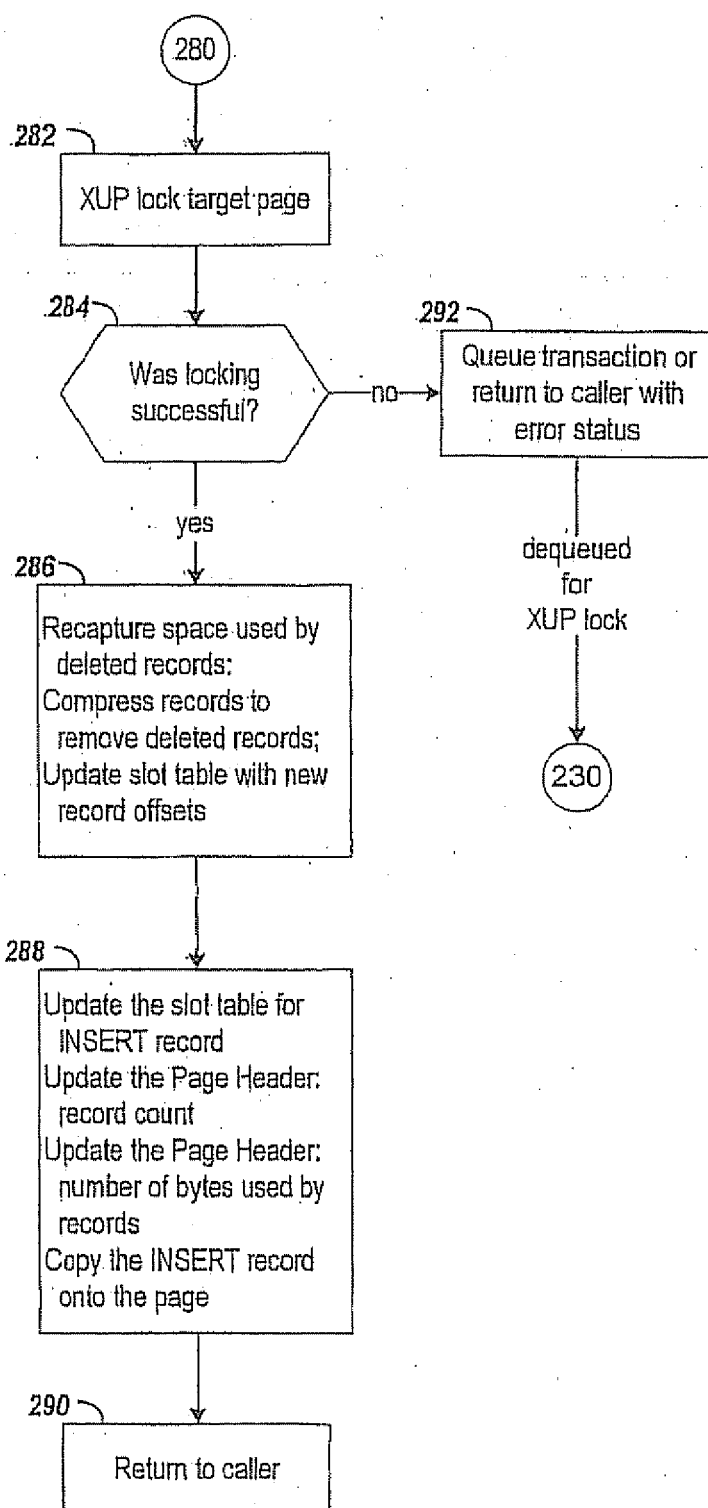 280
282
XUP lock target page
284
292
Was locking
successful?
no
Queue transaction or
return to caller with
error status
yes
dequeued
for
XUP lock
230
286
Recapture space used by
deleted records:
Compress records to
remove deleted records;
Update slot table with new
record offsets
288
Update the slot table for
INSERT record
Update the Page Header:
record count
Update the Page Header:
number of bytes used by
records
Copy the INSERT record
onto the page
290
Return to caller